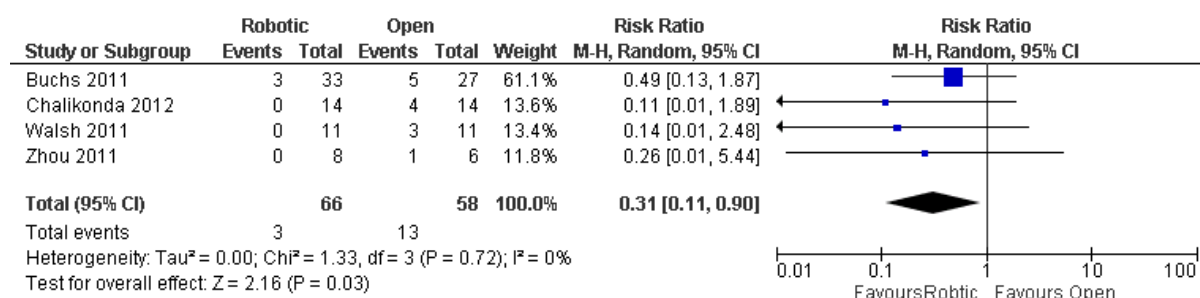 Robotic Open Risk Ratio Risk Ratio
Study or Subgroup Events Total Events Total Weight M-H, Random, 95% CI M-H, Random, 95% CI
Buchs 2011 3 33 5 27 61.1% 0.49 [0.13, 1.87]
Chalikonda 2012 0 14 4 14 13.6% 0.11 [0.01, 1.89]
Walsh 2011 0 11 3 11 13.4% 0.14 [0.01, 2.48]
Zhou 2011 0 8 1 6 11.8% 0.26 [0.01, 5.44]
Total (95% CI) 66 58 100.0% 0.31 [0.11, 0.90]
Total events 3 13
Heterogeneity: Tau² = 0.00; Chi² = 1.33, df = 3 (P = 0.72); I² = 0%
Test for overall effect: Z = 2.16 (P = 0.03)
0.01 0.1 1 10 100
FavoursRobtic Favours Open